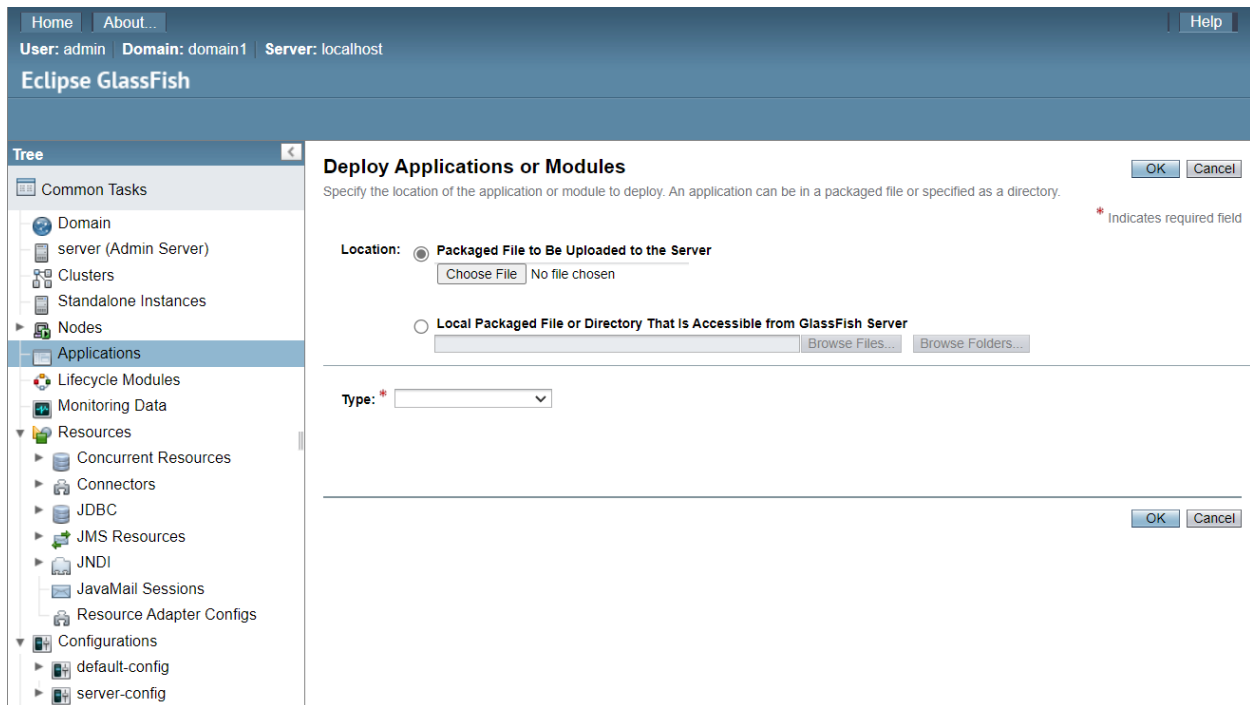 Home About... Help
User: admin Domain: domain1 Server: localhost
Eclipse GlassFish
Tree
Common Tasks
Domain
server (Admin Server)
Clusters
Standalone Instances
Nodes
Applications
Lifecycle Modules
Monitoring Data
Resources
Concurrent Resources
Connectors
JDBC
JMS Resources
JNDI
JavaMail Sessions
Resource Adapter Configs
Configurations
default-config
server-config
Deploy Applications or Modules
OK Cancel
Specify the location of the application or module to deploy. An application can be in a packaged file or specified as a directory.
* Indicates required field
Location: Packaged File to Be Uploaded to the Server
Choose File No file chosen
Local Packaged File or Directory That Is Accessible from GlassFish Server
Browse Files... Browse Folders...
Type: *
OK Cancel